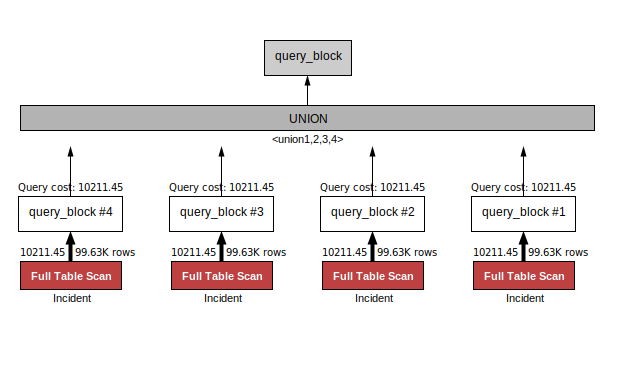 query_block
UNION
<union1,2,3,4>
Query cost: 10211.45 Query cost: 10211.45 Query cost: 10211.45 Query cost: 10211.45
query_block #4 query_block #3 query_block #2 query_block #1
10211.45 99.63K rows 10211.45 99.63K rows 10211.45 99.63K rows 10211.45 99.63K rows
Full Table Scan Full Table Scan Full Table Scan Full Table Scan
Incident Incident Incident Incident